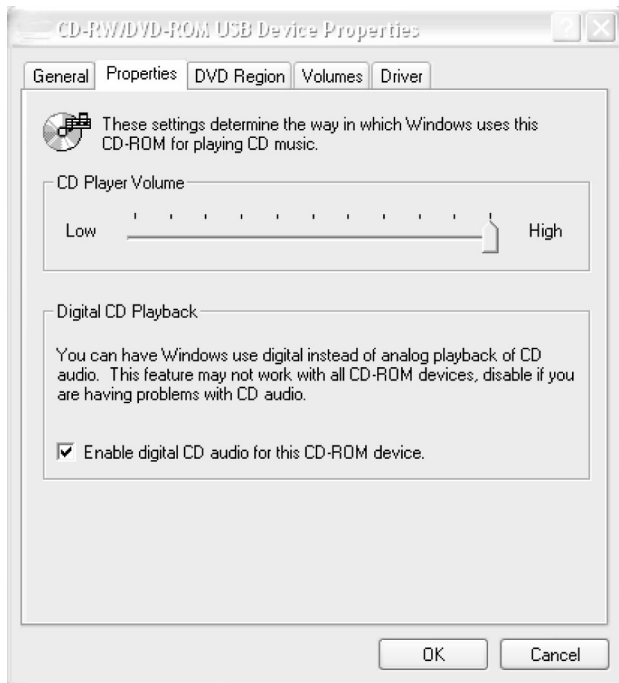 CD-RW/DVD-ROM USB Device Properties
General Properties DVD Region Volumes Driver
These settings determine the way in which Windows uses this
CD-ROM for playing CD music.
CD Player Volume
Low High
Digital CD Playback
You can have Windows use digital instead of analog playback of CD
audio. This feature may not work with all CD-ROM devices, disable if you
are having problems with CD audio.
Enable digital CD audio for this CD-ROM device.
OK Cancel